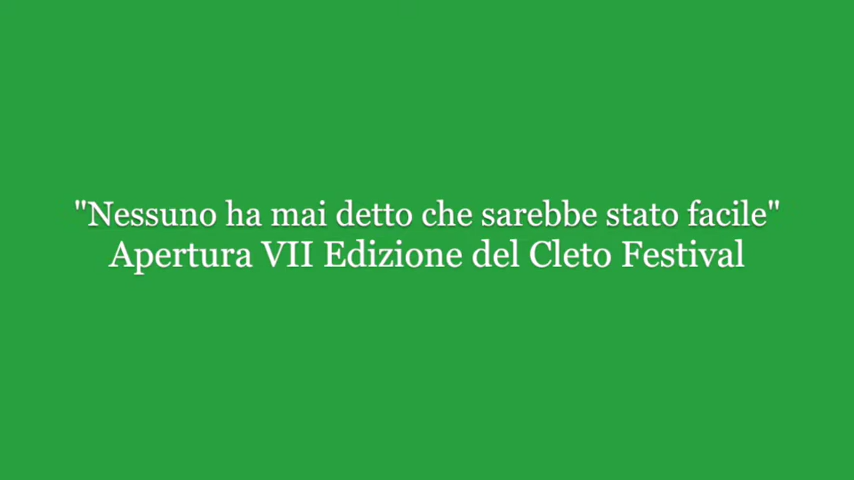 "Nessuno ha mai detto che sarebbe stato facile"
Apertura VII Edizione del Cleto Festival